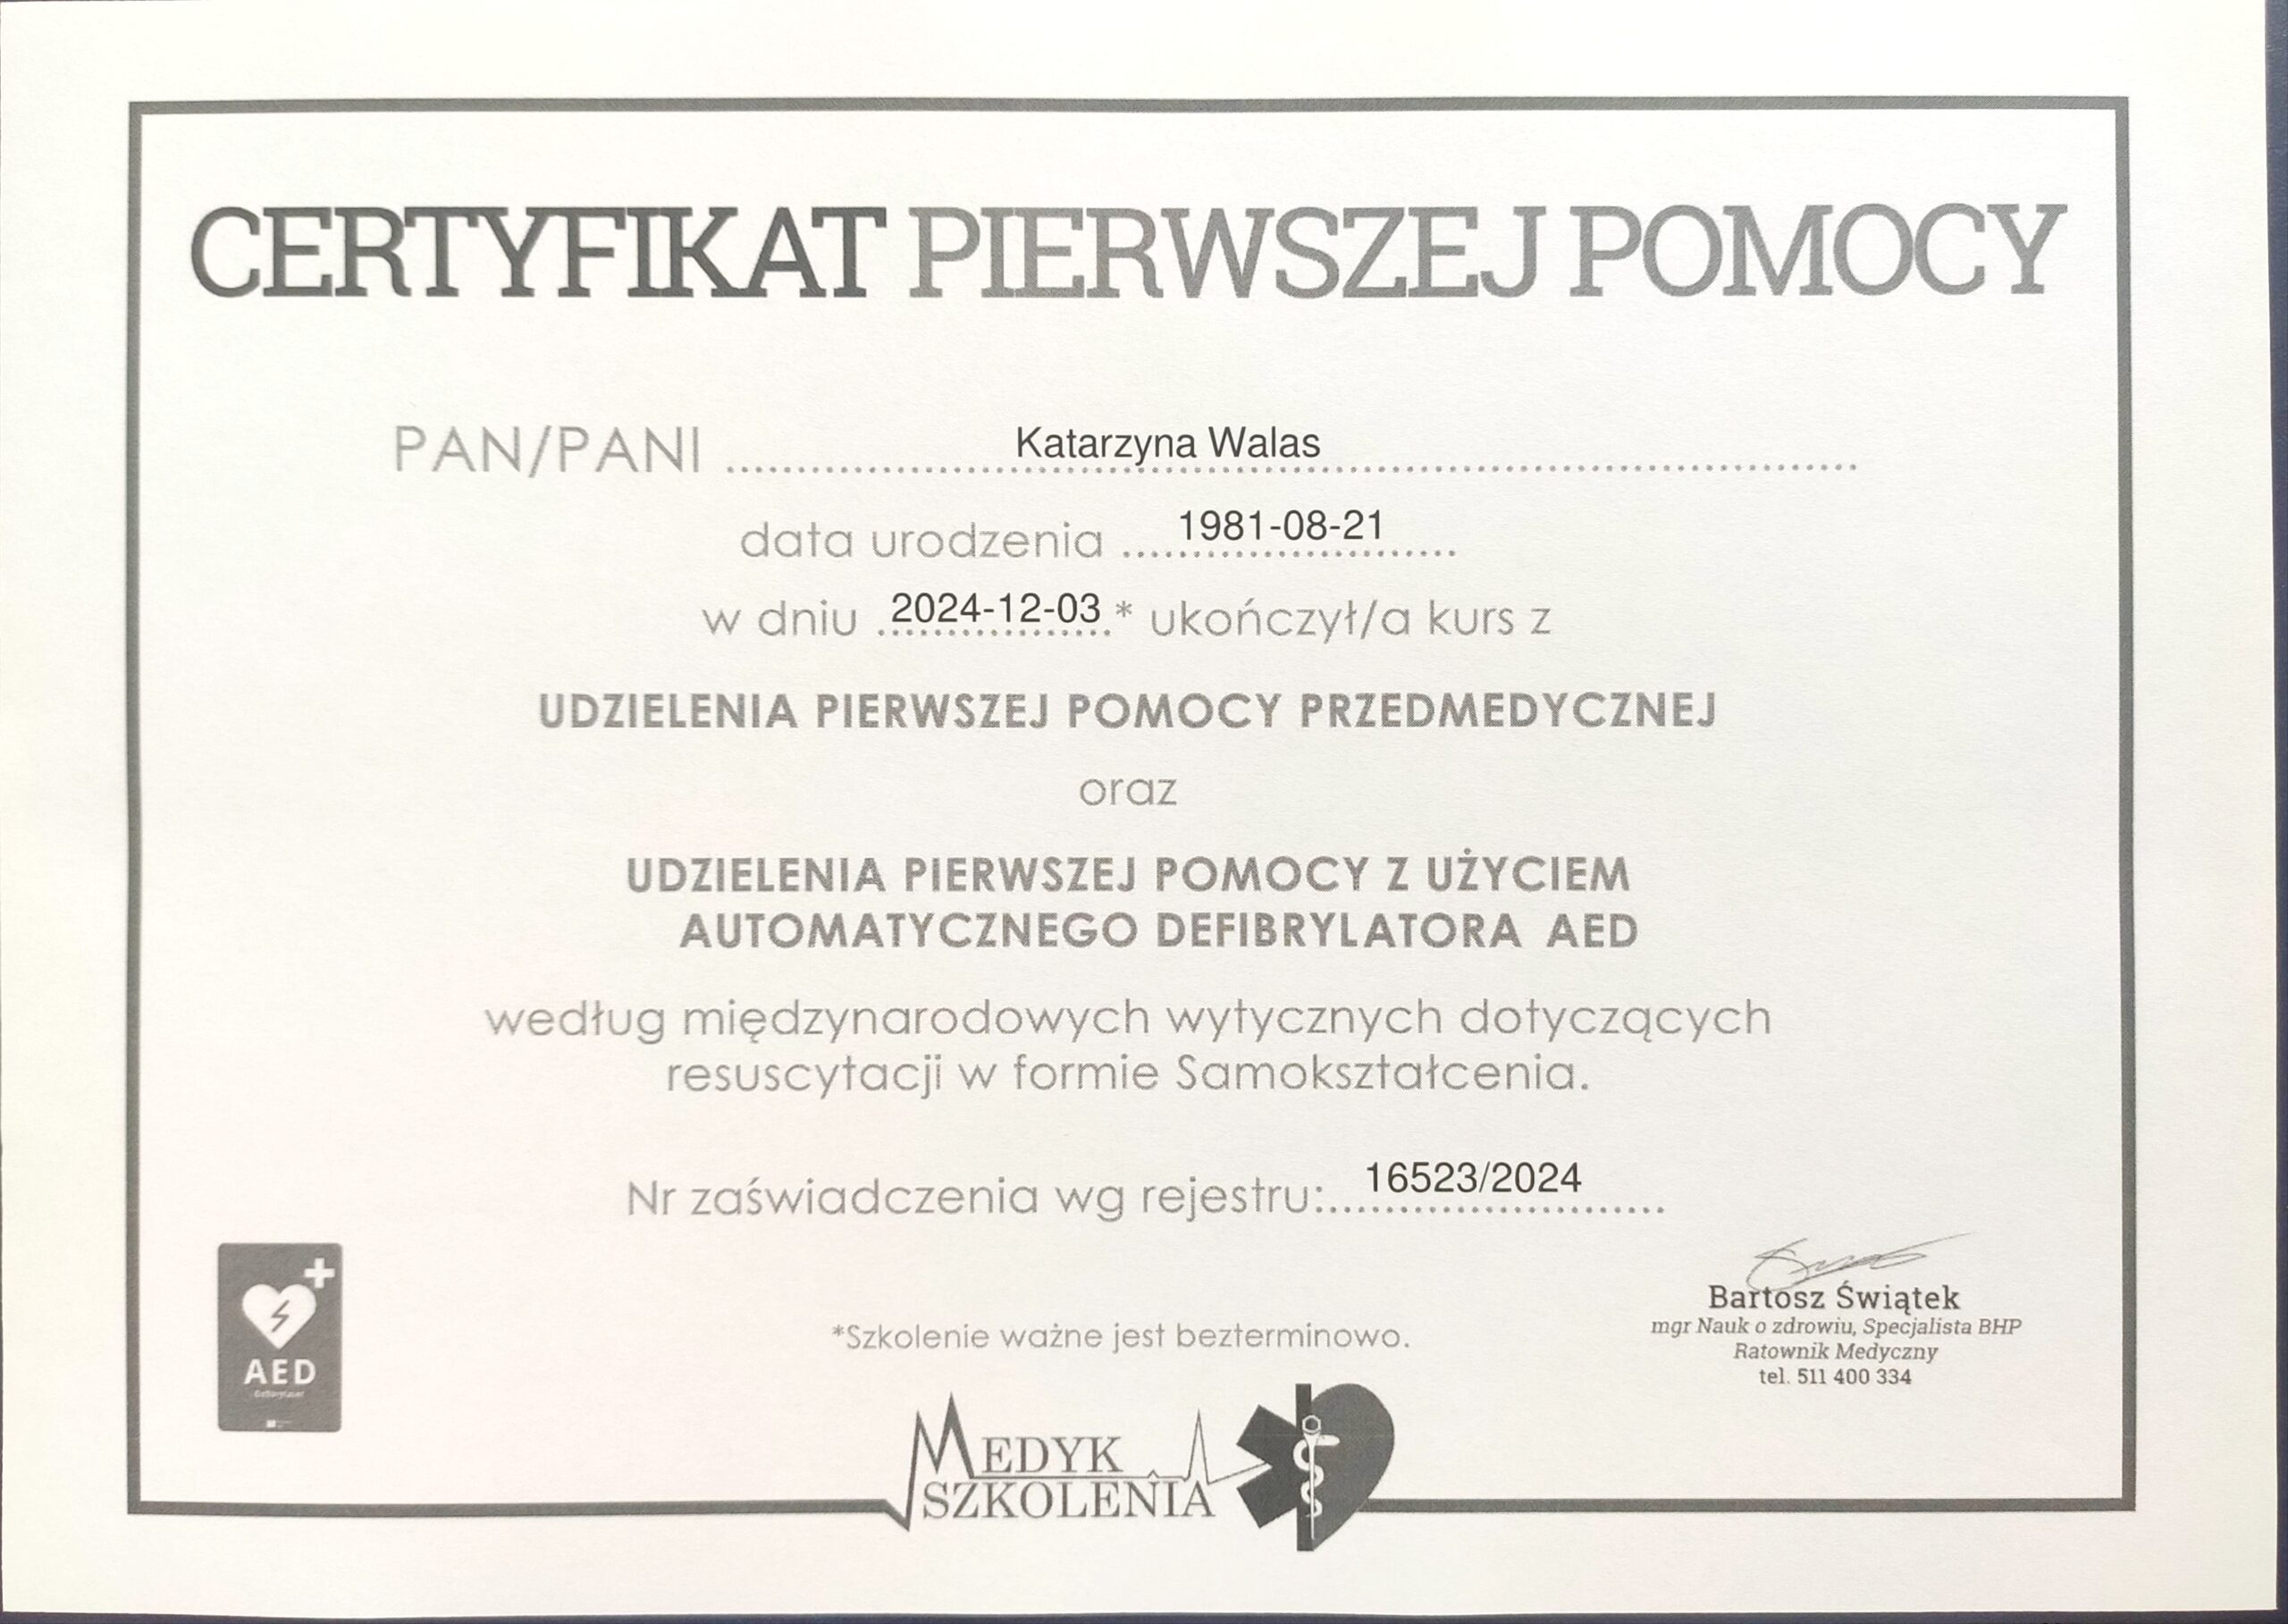 CERTYFIKAT PIERWSZEJ POMOCY
PAN/PANI Katarzyna Walas
data urodzenia 1981-08-21
w dniu 2024-12-03 * ukończył/a kurs z
UDZIELENIA PIERWSZEJ POMOCY PRZEDMEDYCZNEJ
oraz
UDZIELENIA PIERWSZEJ POMOCY Z UŻYCIEM
AUTOMATYCZNEGO DEFIBRYLATORA AED
według międzynarodowych wytycznych dotyczących
resuscytacji w formie Samokształcenia.
Nr zaświadczenia wg rejestru: 16523/2024
AED
*Szkolenie ważne jest bezterminowo.
Bartosz Świątek
mgr Nauk o zdrowiu, Specjalista BHP
Ratownik Medyczny
tel. 511 400 334
MEDYK
SZKOLENIA